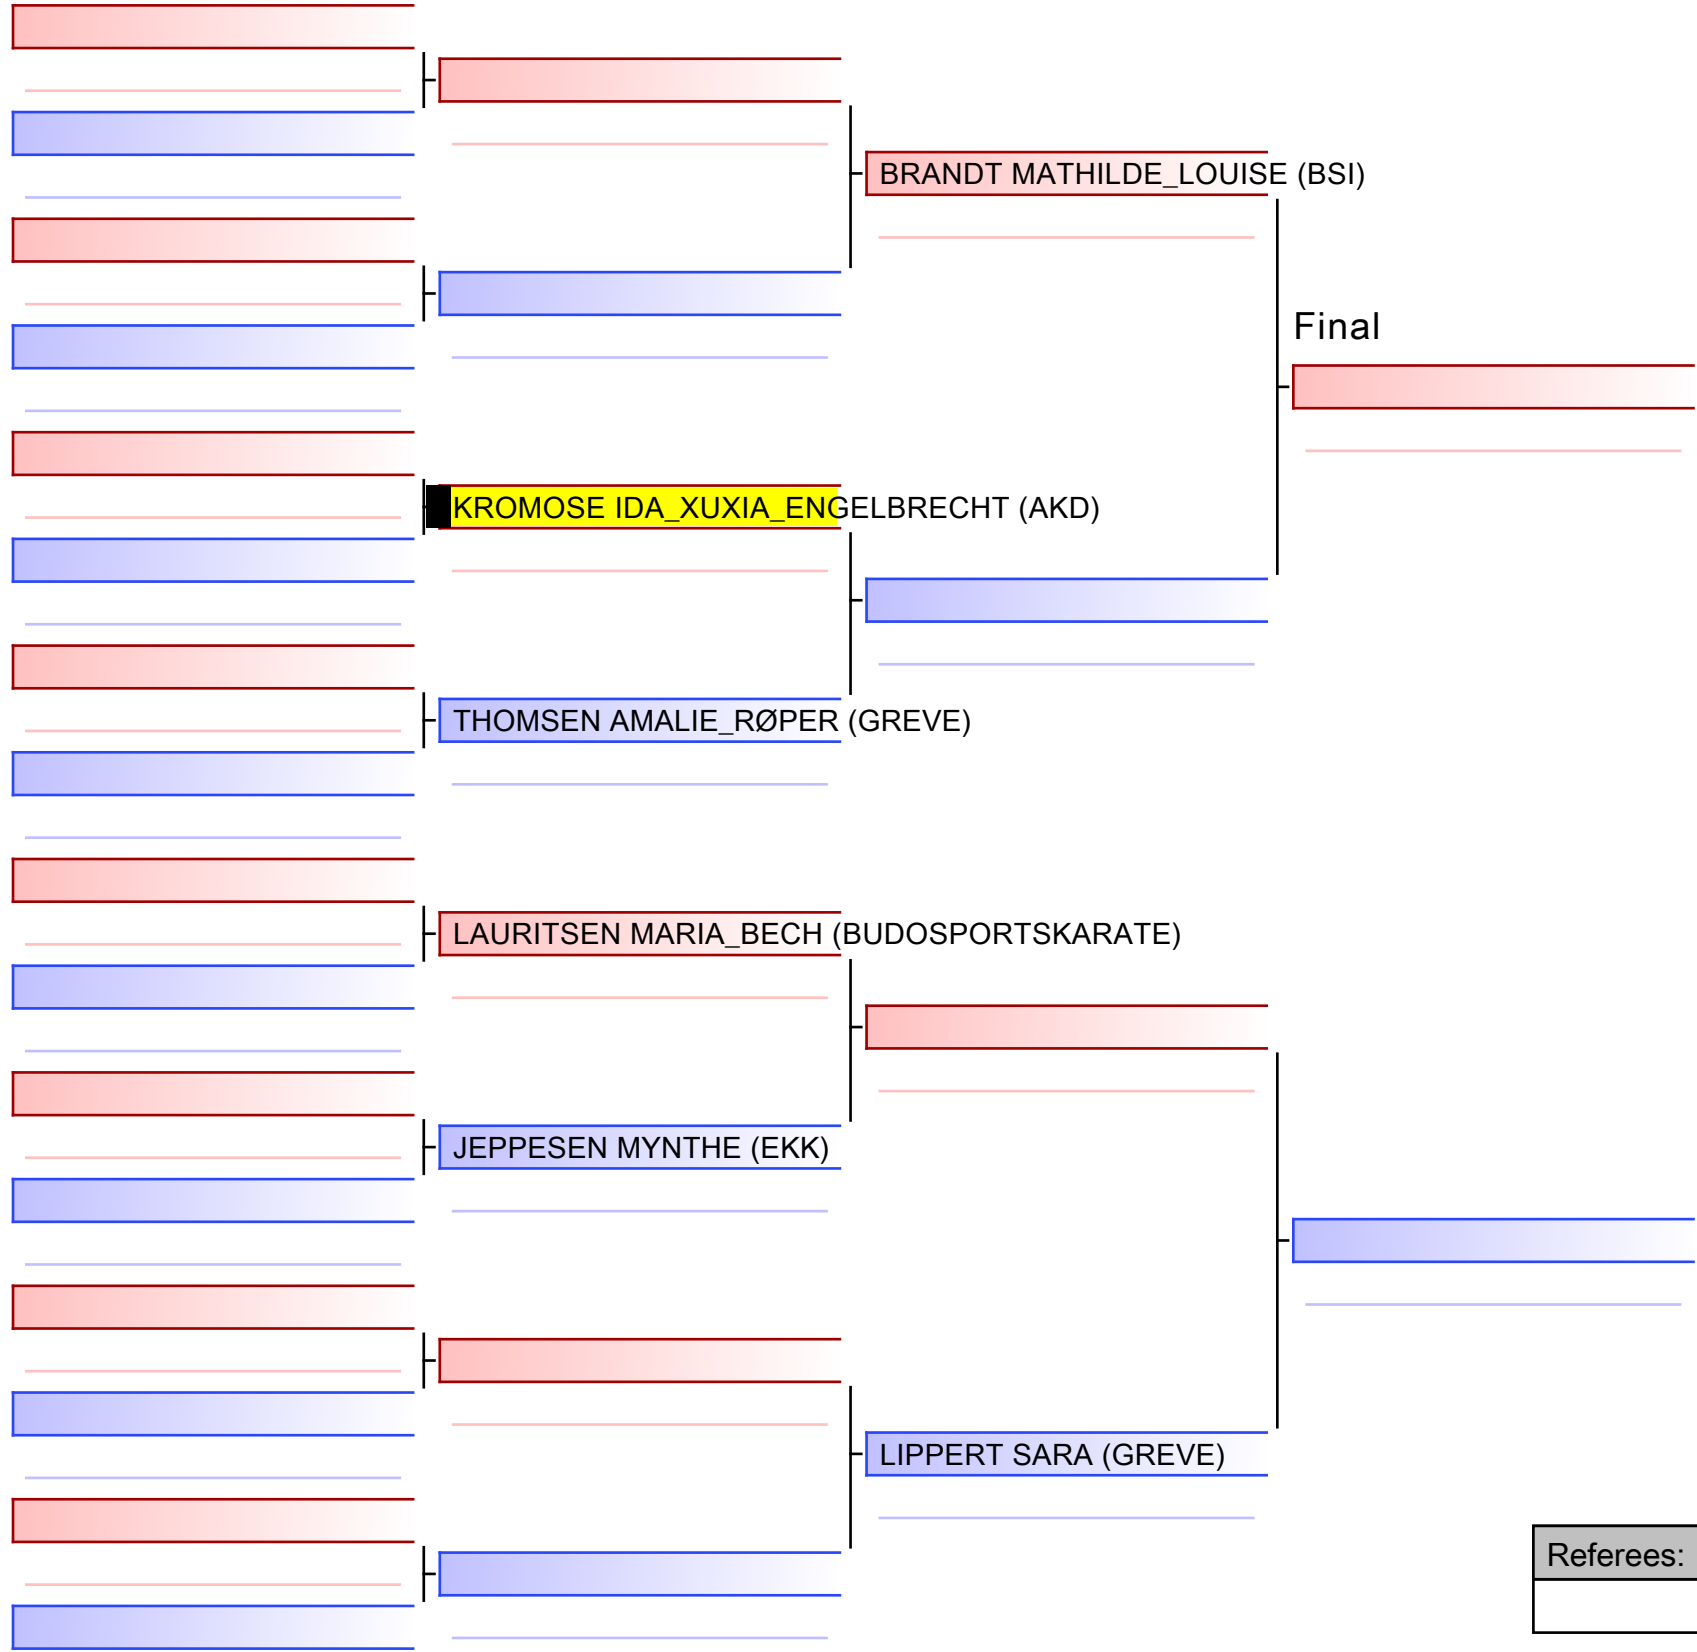 BRANDT MATHILDE_LOUISE (BSI)
Final
KROMOSE IDA_XUXIA_ENGELBRECHT (AKD)
THOMSEN AMALIE_RØPER (GREVE)
LAURITSEN MARIA_BECH (BUDOSPORTSKARATE)
JEPPESEN MYNTHE (EKK)
LIPPERT SARA (GREVE)
Referees: